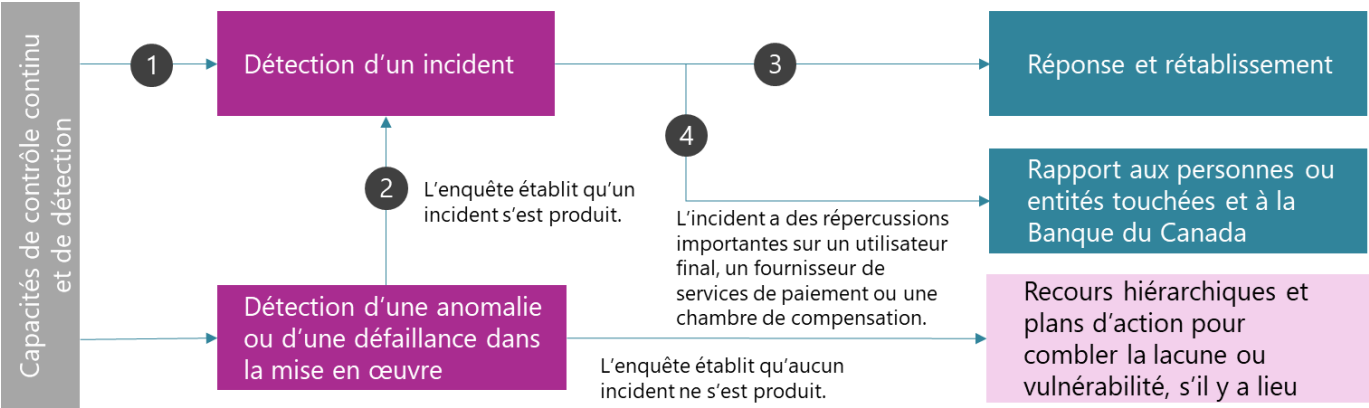 Capacités de contrôle continu
et de détection
1
Détection d’un incident
3
Réponse et rétablissement
4
2
L’enquête établit qu’un
incident s’est produit.
Rapport aux personnes ou
entités touchées et à la
Banque du Canada
L’incident a des répercussions
importantes sur un utilisateur
final, un fournisseur de
services de paiement ou une
chambre de compensation.
Détection d’une anomalie
ou d’une défaillance dans
la mise en œuvre
L’enquête établit qu’aucun
incident ne s’est produit.
Recours hiérarchiques et
plans d’action pour
combler la lacune ou
vulnérabilité, s’il y a lieu